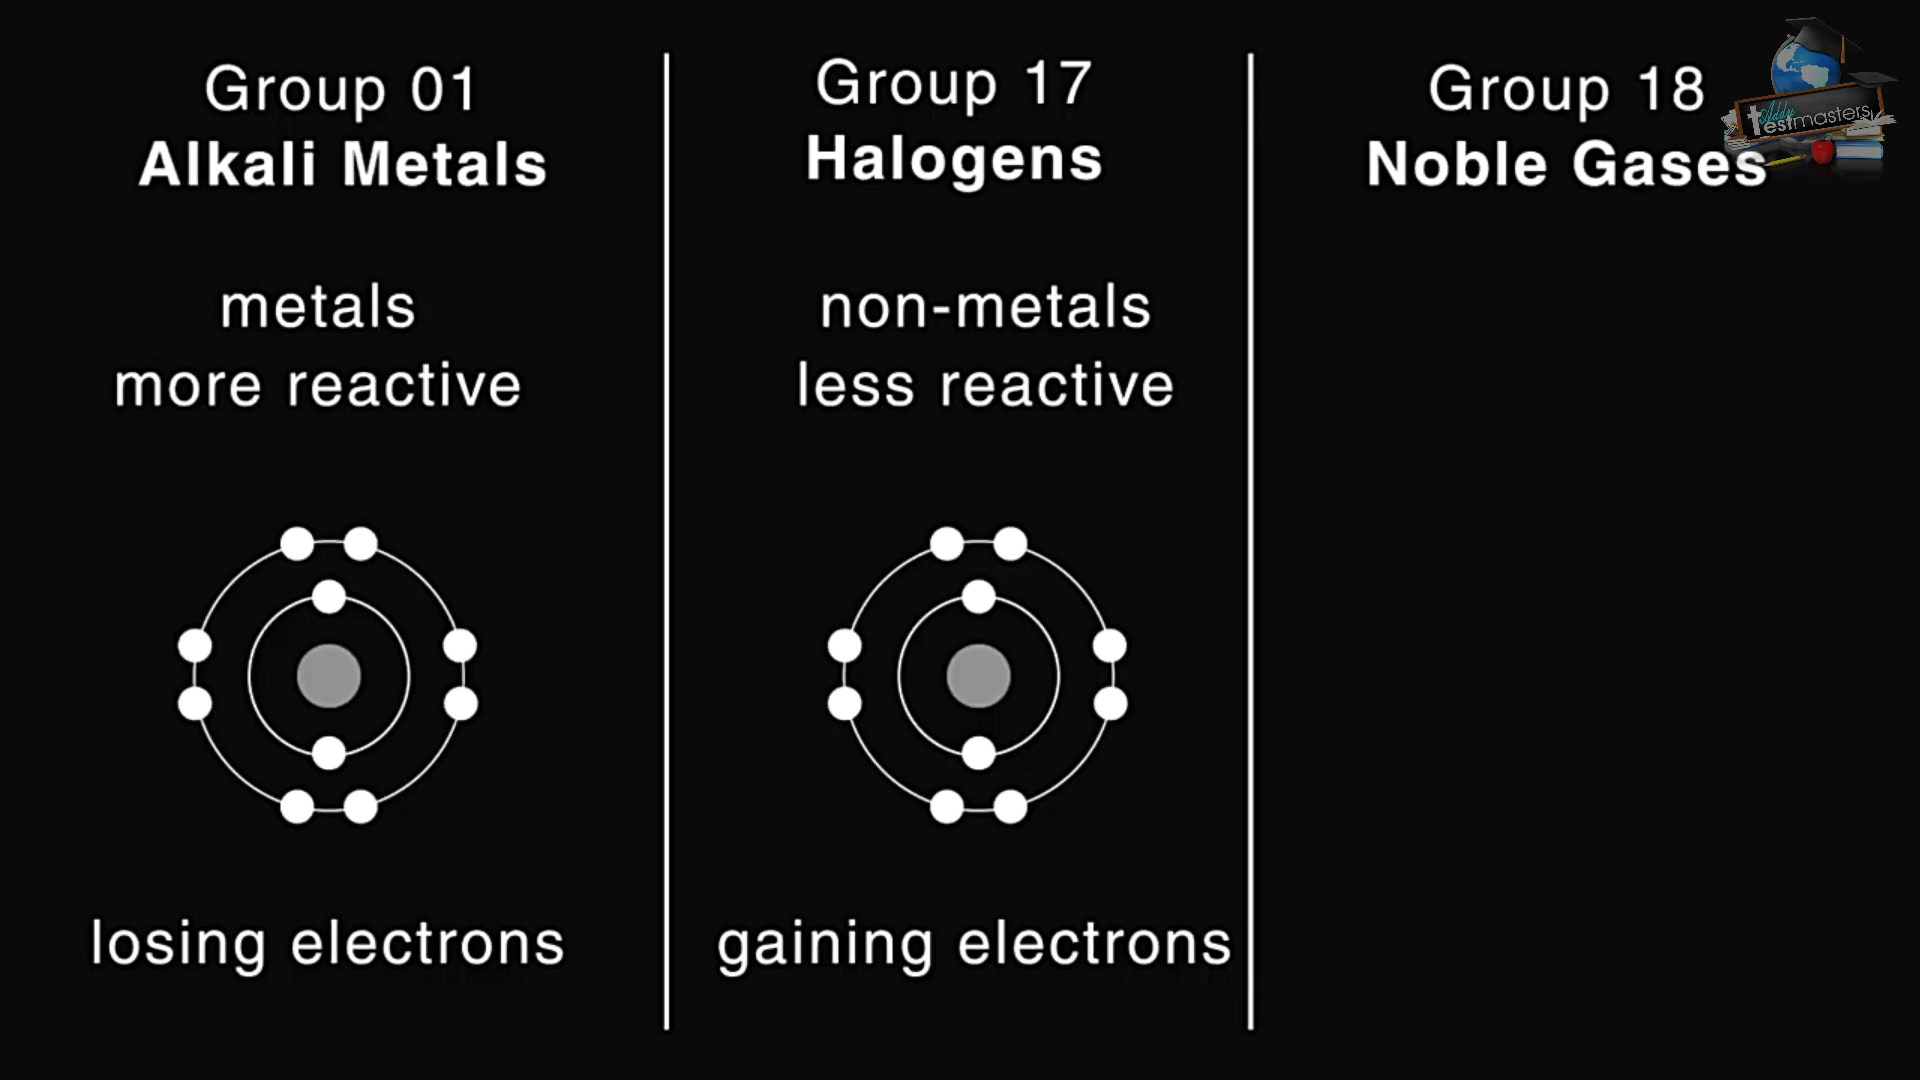 Group 01
Alkali Metals
metals
more reactive
losing electrons
Group 17
Halogens
non-metals
less reactive
gaining electrons
Group 18
Noble Gases
Addu
testmasters